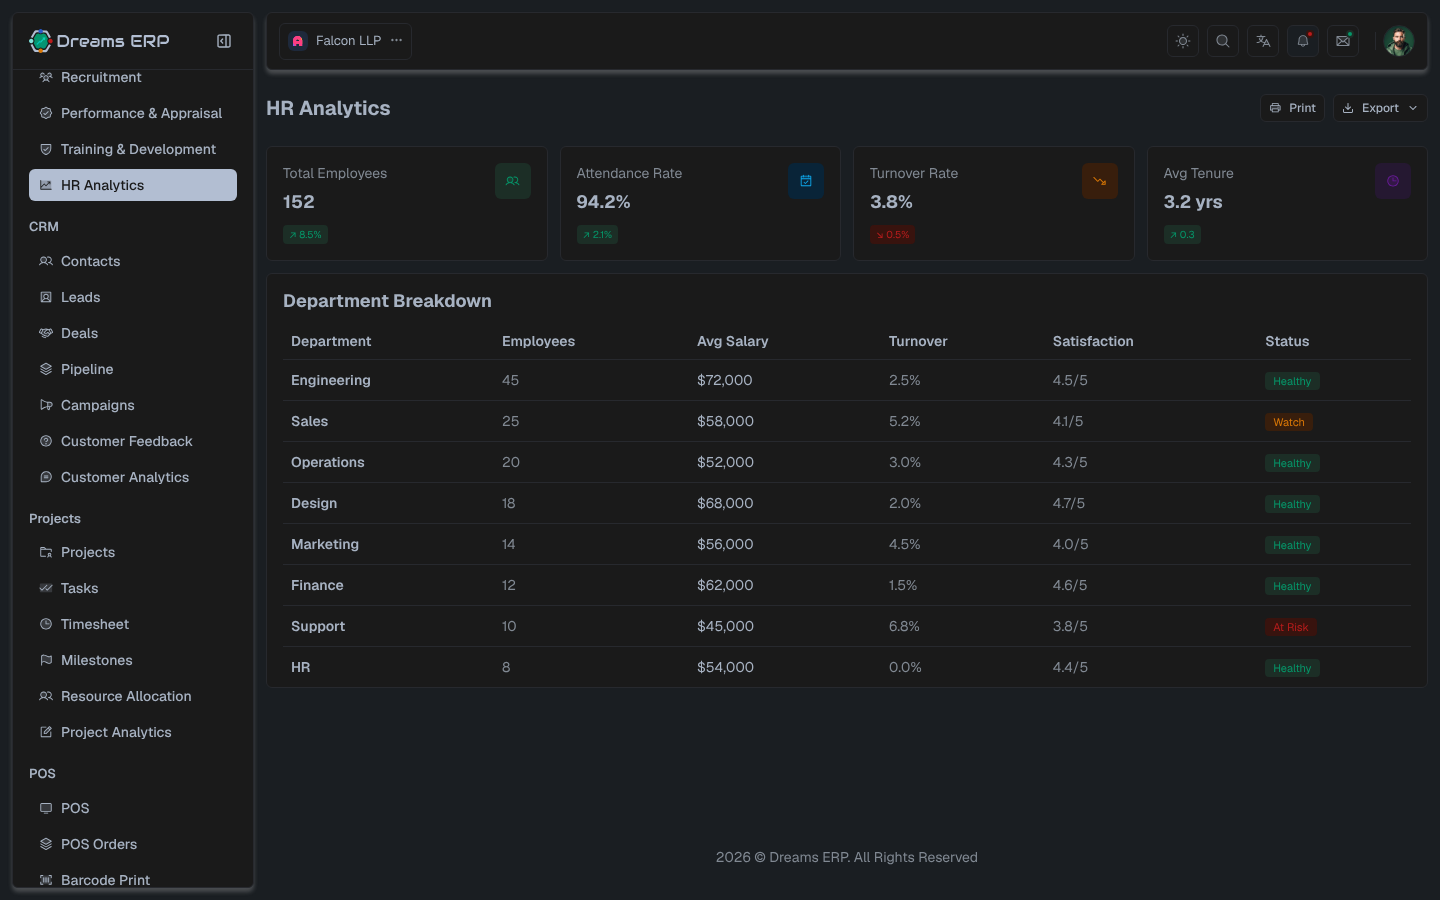 Dreams ERP
Recruitment
Performance & Appraisal
Training & Development
HR Analytics
CRM
Contacts
Leads
Deals
Pipeline
Campaigns
Customer Feedback
Customer Analytics
Projects
Projects
Tasks
Timesheet
Milestones
Resource Allocation
Project Analytics
POS
POS
POS Orders
Barcode Print
Falcon LLP
HR Analytics
Print
Export
Total Employees
152
8.5%
Attendance Rate
94.2%
2.1%
Turnover Rate
3.8%
0.5%
Avg Tenure
3.2 yrs
0.3
Department Breakdown
Department Employees Avg Salary Turnover Satisfaction Status
Engineering 45 $72,000 2.5% 4.5/5 Healthy
Sales 25 $58,000 5.2% 4.1/5 Watch
Operations 20 $52,000 3.0% 4.3/5 Healthy
Design 18 $68,000 2.0% 4.7/5 Healthy
Marketing 14 $56,000 4.5% 4.0/5 Healthy
Finance 12 $62,000 1.5% 4.6/5 Healthy
Support 10 $45,000 6.8% 3.8/5 At Risk
HR 8 $54,000 0.0% 4.4/5 Healthy
2026 © Dreams ERP. All Rights Reserved